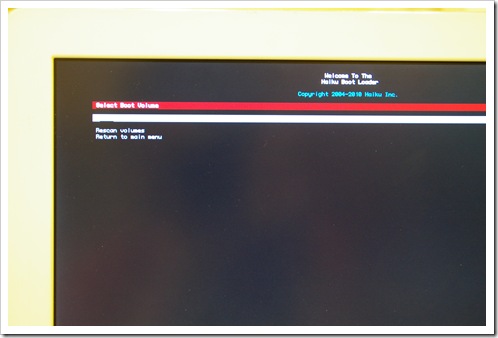 Welcome To The
Haiku Boot Loader
Copyright 2004-2010 Haiku Inc.
Select Boot Volume
Rescan volumes
Return to main menu